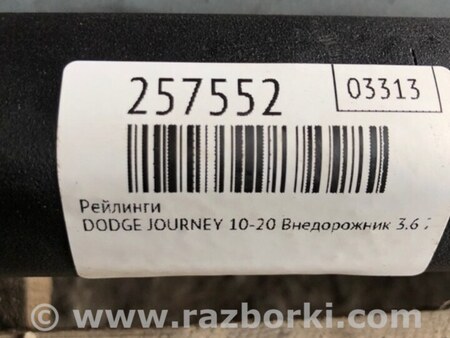 257552
03313
Рейлинги
DODGE JOURNEY 10-20 Внедорожник 3.6
© www.razborki.com